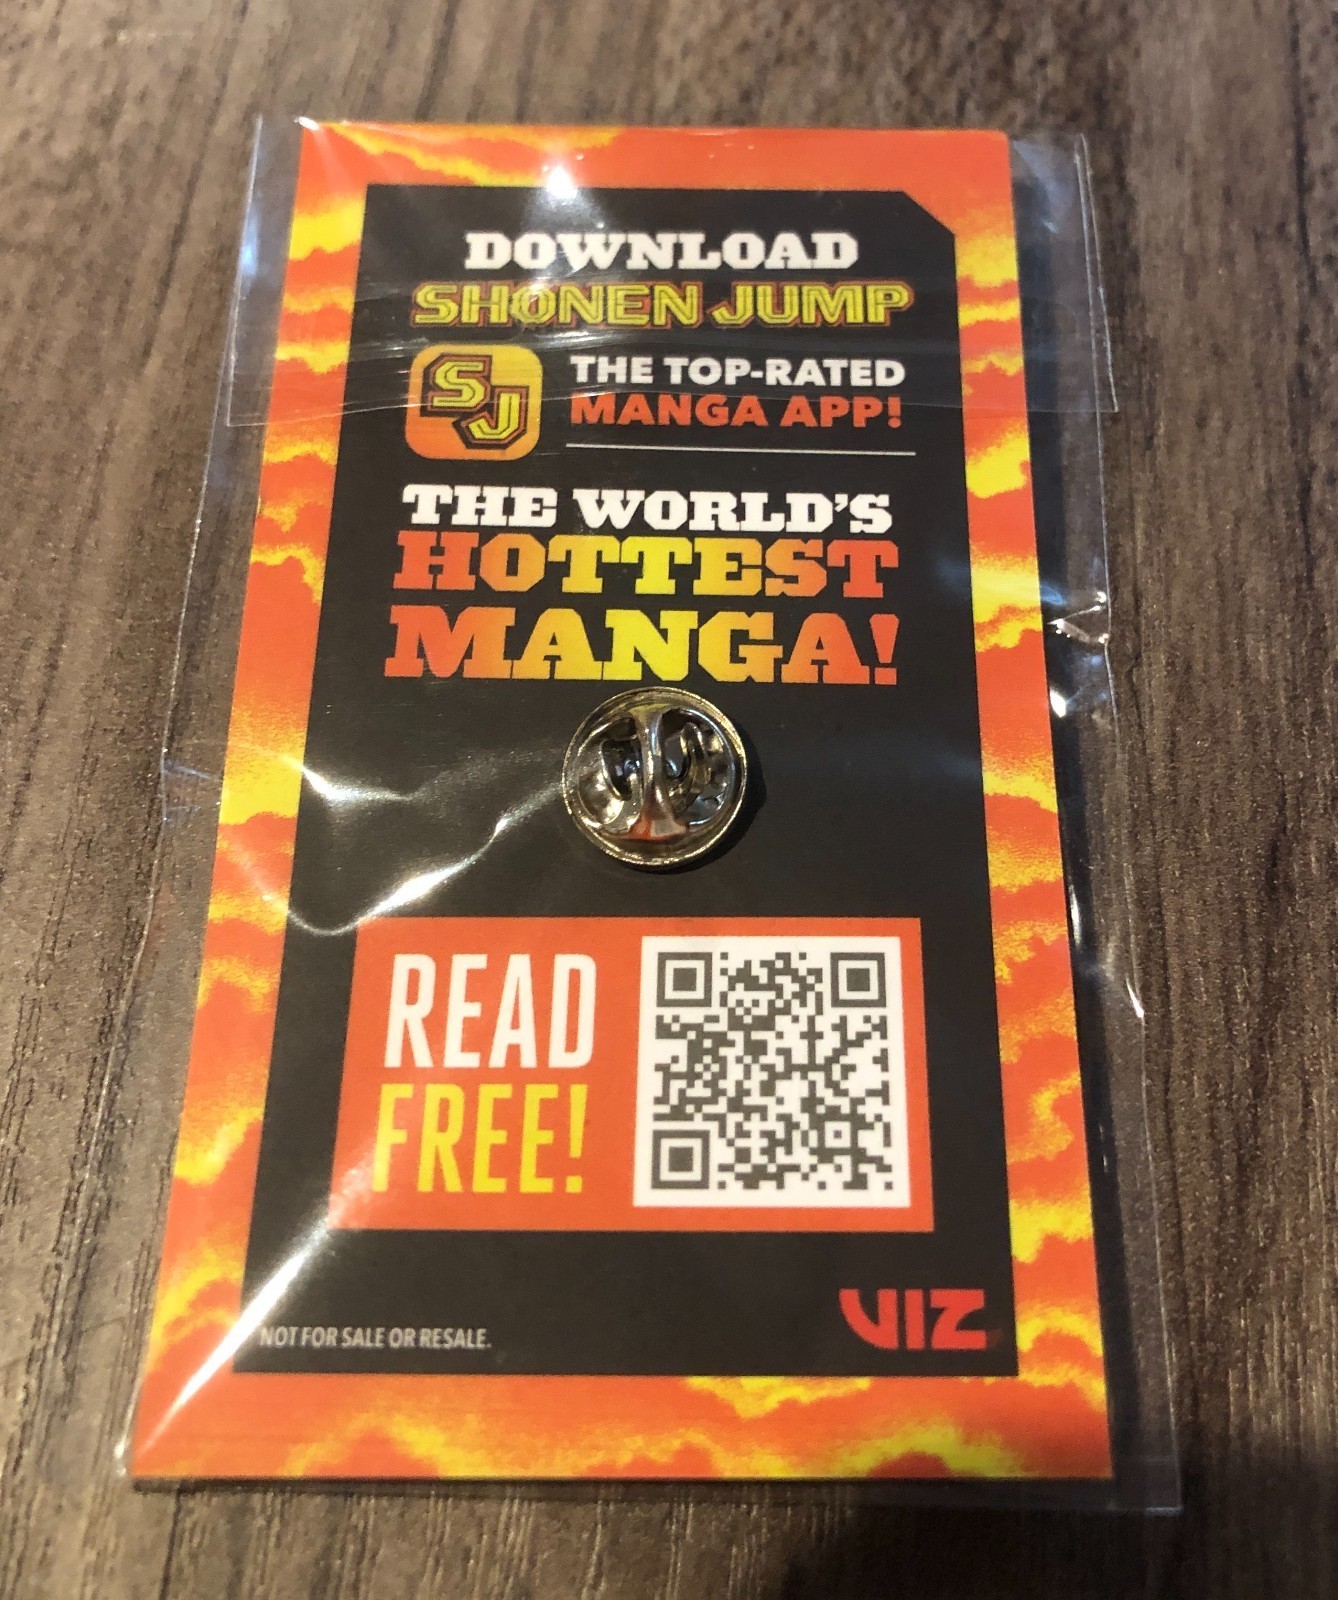 DOWNLOAD
SHONEN JUMP
SJ
THE TOP-RATED
MANGA APP!
THE WORLD'S
HOTTEST
MANGA!
READ
FREE!
NOT FOR SALE OR RESALE.
VIZ